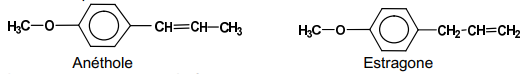 H₃C—O— —CH=CH—CH₃ H₃C—O— —CH₂-CH=CH₂
Anéthole Estragone